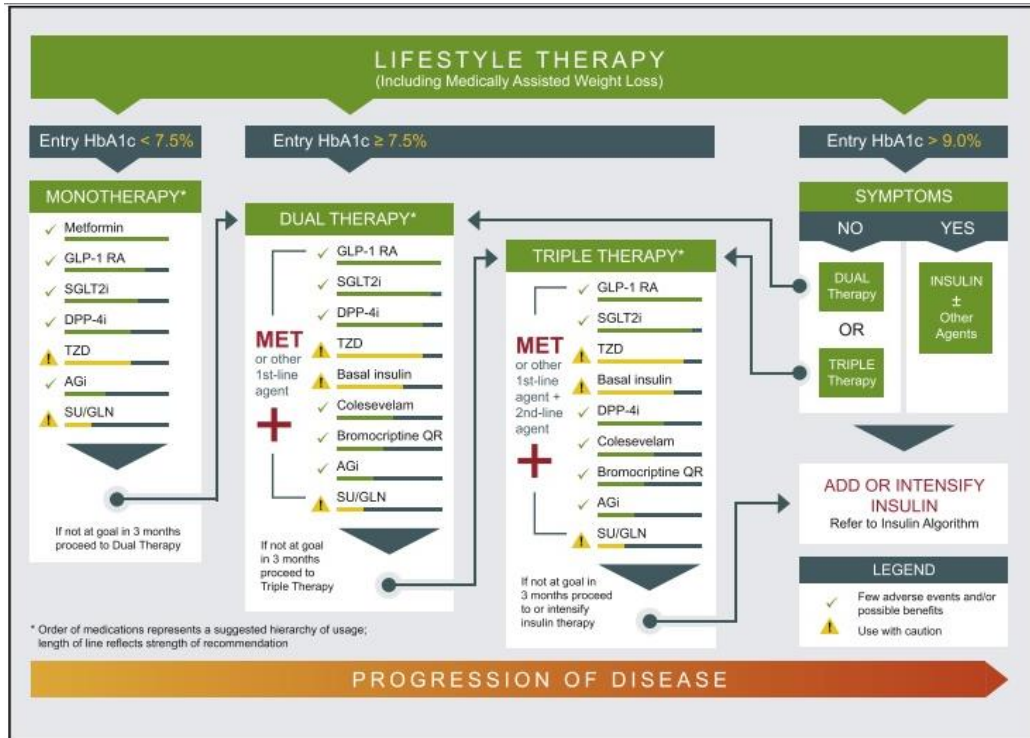 LIFESTYLE THERAPY
(Including Medically Assisted Weight Loss)
Entry HbA1c < 7.5%
Entry HbA1c ≥ 7.5%
Entry HbA1c > 9.0%
MONOTHERAPY*
Metformin
GLP-1 RA
SGLT2i
DPP-4i
TZD
AGi
SU/GLN
If not at goal in 3 months
proceed to Dual Therapy
DUAL THERAPY*
MET
or other
1st-line
agent
+
GLP-1 RA
SGLT2i
DPP-4i
TZD
Basal insulin
Colesevelam
Bromocriptine QR
AGi
SU/GLN
If not at goal
in 3 months
proceed to
Triple Therapy
TRIPLE THERAPY*
MET
or other
1st-line
agent +
2nd-line
agent
+
GLP-1 RA
SGLT2i
TZD
Basal insulin
DPP-4i
Colesevelam
Bromocriptine QR
AGi
SU/GLN
If not at goal in
3 months proceed
to or intensify
insulin therapy
SYMPTOMS
NO
DUAL
Therapy
OR
TRIPLE
Therapy
YES
INSULIN
±
Other
Agents
ADD OR INTENSIFY
INSULIN
Refer to Insulin Algorithm
LEGEND
Few adverse events and/or
possible benefits
Use with caution
* Order of medications represents a suggested hierarchy of usage;
length of line reflects strength of recommendation
PROGRESSION OF DISEASE